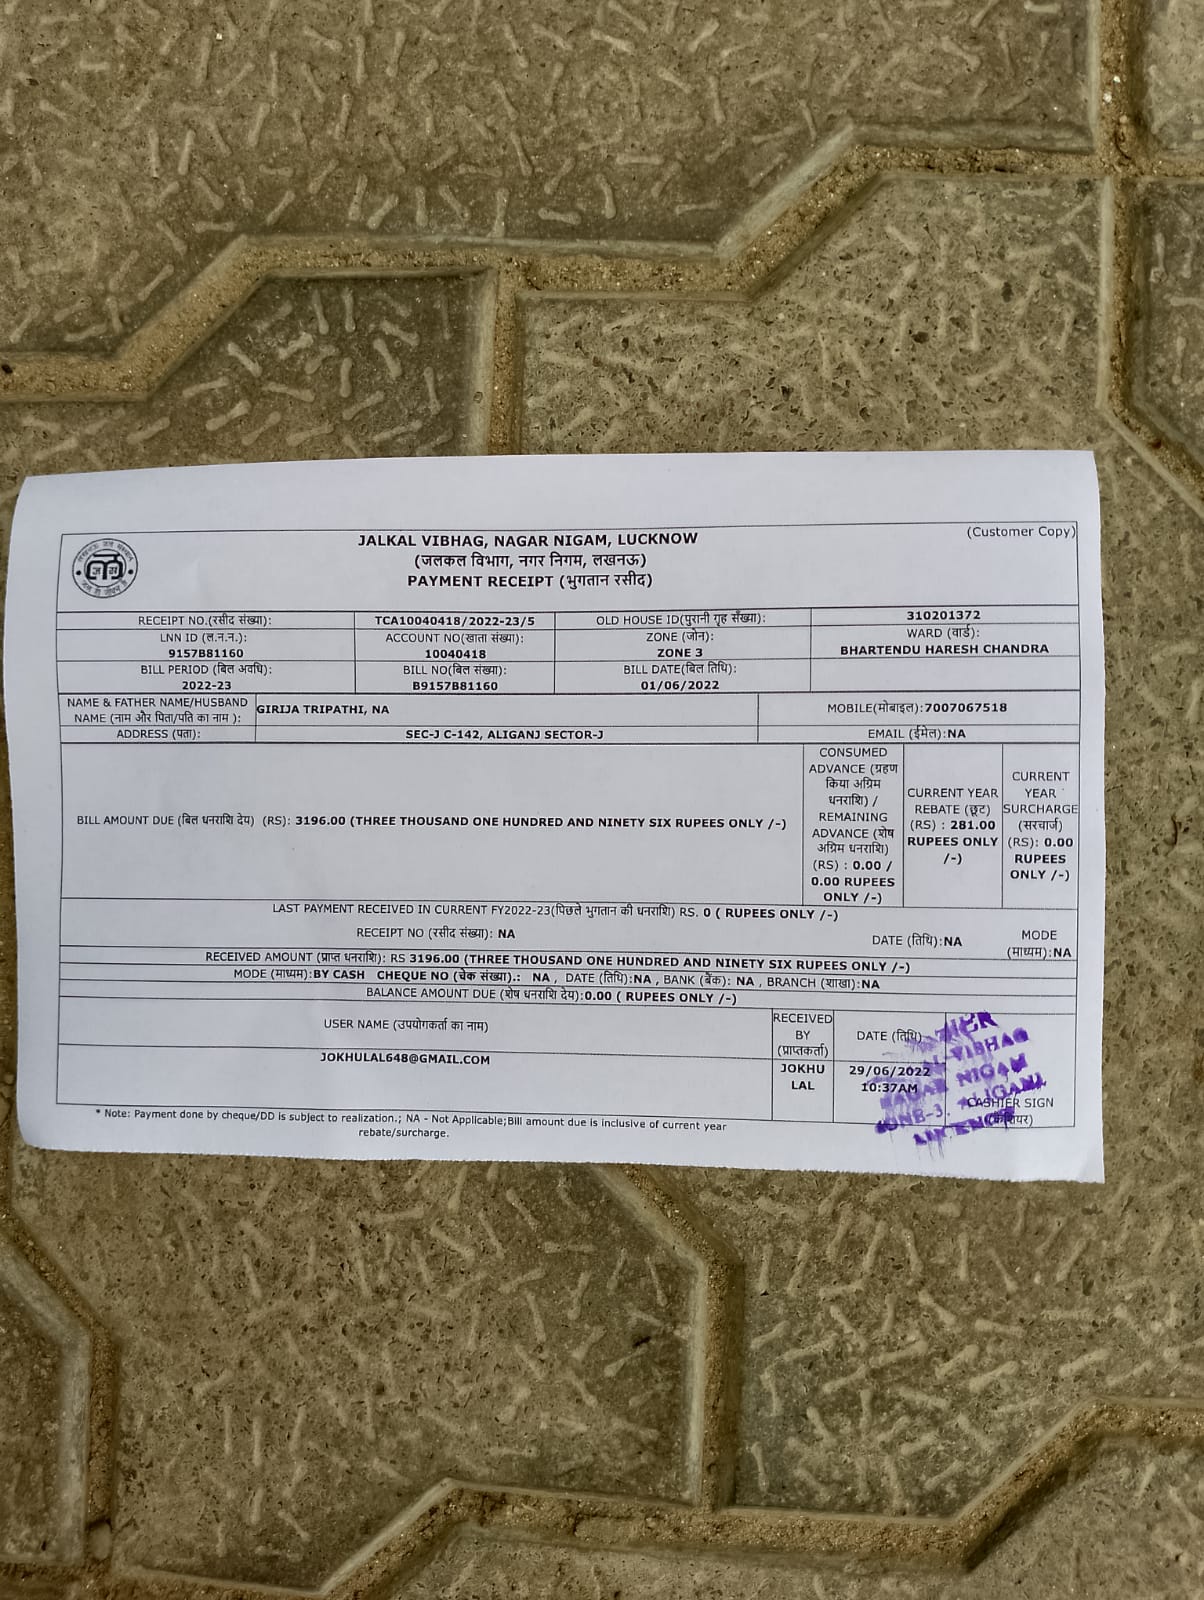 (Customer Copy)
JALKAL VIBHAG, NAGAR NIGAM, LUCKNOW
(जलकल विभाग, नगर निगम, लखनऊ)
PAYMENT RECEIPT (भुगतान रसीद)
RECEIPT NO.(रसीद संख्या): TCA10040418/2022-23/5 OLD HOUSE ID(पुरानी गृह सँख्या): 310201372
LNN ID (ल.न.न.): ACCOUNT NO(खाता संख्या): ZONE (जोन): WARD (वार्ड):
9157B81160 10040418 ZONE 3 BHARTENDU HARESH CHANDRA
BILL PERIOD (बिल अवधि): BILL NO(बिल संख्या): BILL DATE(बिल तिथि):
2022-23 B9157B81160 01/06/2022
NAME & FATHER NAME/HUSBAND
NAME (नाम और पिता/पति का नाम ):
GIRIJA TRIPATHI, NA
MOBILE(मोबाइल):7007067518
ADDRESS (पता): SEC-J C-142, ALIGANJ SECTOR-J EMAIL (ईमेल):NA
BILL AMOUNT DUE (बिल धनराशि देय) (RS): 3196.00 (THREE THOUSAND ONE HUNDRED AND NINETY SIX RUPEES ONLY /-)
CONSUMED
ADVANCE (ग्रहण
किया अग्रिम
धनराशि) /
REMAINING
ADVANCE (शेष
अग्रिम धनराशि)
(RS) : 0.00 /
0.00 RUPEES
ONLY /-)
CURRENT YEAR
REBATE (छूट)
(RS) : 281.00
RUPEES ONLY
/-)
CURRENT
YEAR
SURCHARGE
(सरचार्ज)
(RS): 0.00
RUPEES
ONLY /-)
LAST PAYMENT RECEIVED IN CURRENT FY2022-23(पिछले भुगतान की धनराशि) RS. 0 ( RUPEES ONLY /-)
RECEIPT NO (रसीद संख्या): NA DATE (तिथि):NA
MODE
(माध्यम):NA
RECEIVED AMOUNT (प्राप्त धनराशि): RS 3196.00 (THREE THOUSAND ONE HUNDRED AND NINETY SIX RUPEES ONLY /-)
MODE (माध्यम):BY CASH CHEQUE NO (चेक संख्या).: NA , DATE (तिथि):NA , BANK (बैंक): NA , BRANCH (शाखा):NA
BALANCE AMOUNT DUE (शेष धनराशि देय):0.00 ( RUPEES ONLY /-)
USER NAME (उपयोगकर्ता का नाम)
RECEIVED
BY
(प्राप्तकर्ता)
DATE (तिथि)
JOKHULAL648@GMAIL.COM
JOKHU
LAL
29/06/2022
10:37AM
VIBHAG
NIGAM
ALIGANJ
CASHIER SIGN
* Note: Payment done by cheque/DD is subject to realization.; NA - Not Applicable;Bill amount due is inclusive of current year
rebate/surcharge.